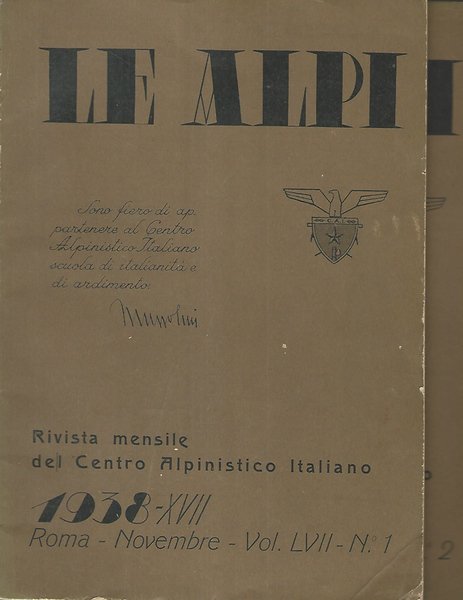 LE ALPI
Sono fiero di ap.
partenere al Centro
Alpinistico Italiano
scuola di italianità e
di ardimento.
Mussolini
C.A.I.
Rivista mensile
del Centro Alpinistico Italiano
1938-XVII
Roma - Novembre - Vol. LVII - N.º 1
I
2